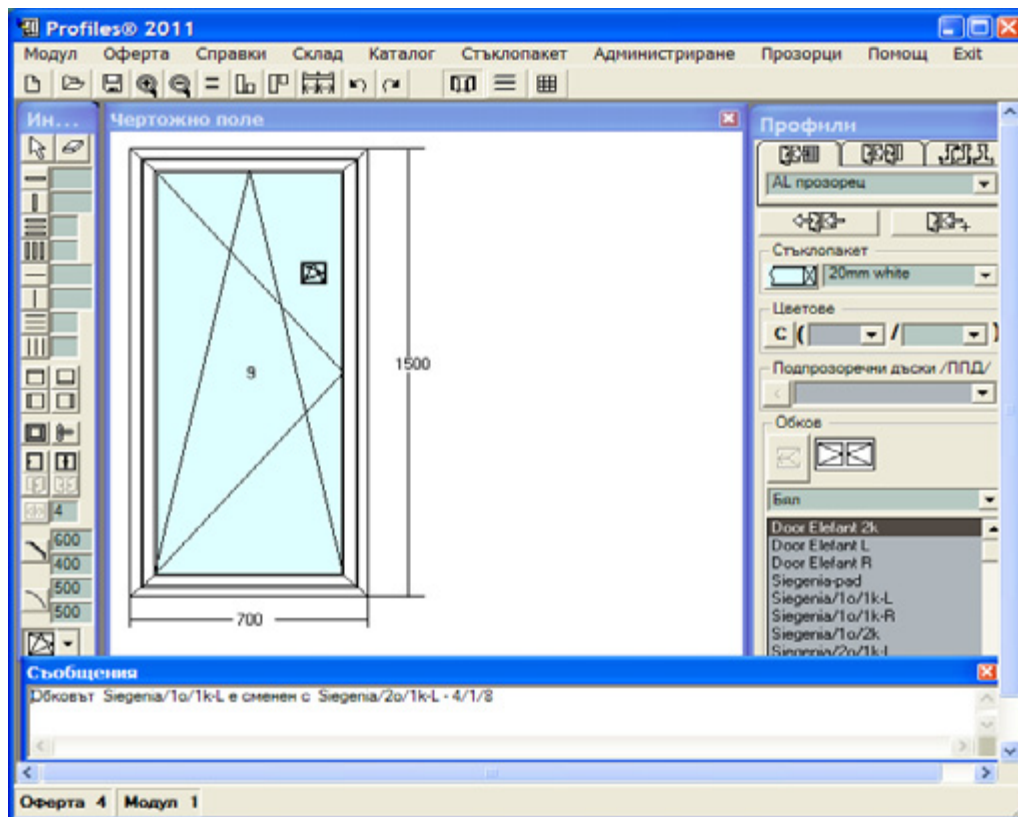 Profiles® 2011
Модул Оферта Справки Склад Каталог Стъклопакет Администриране Прозорци Помощ Exit
Ин...
4
600
400
500
500
Чертожно поле
9
1500
700
Профили
AL прозорец
Стъклопакет
20mm white
Цветове
C ( / )
Подпрозоречни дъски /ППД/
Обков
Бял
Door Elefant 2k
Door Elefant L
Door Elefant R
Siegenia-pad
Siegenia/1o/1k-L
Siegenia/1o/1k-R
Siegenia/1o/2k
Siegenia/2o/1k-L
Съобщения
Обковът Siegenia/1o/1k-L е сменен с Siegenia/2o/1k-L - 4/1/8
Оферта 4 Модул 1